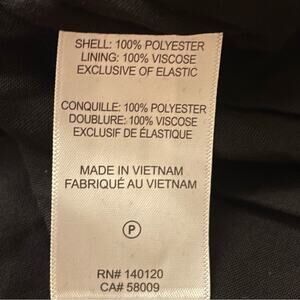 SHELL: 100% POLYESTER
LINING: 100% VISCOSE
EXCLUSIVE OF ELASTIC
CONQUILLE: 100% POLYESTER
DOUBLURE: 100% VISCOSE
EXCLUSIF DE ÉLASTIQUE
MADE IN VIETNAM
FABRIQUÉ AU VIETNAM
P
RN# 140120
CA# 58009